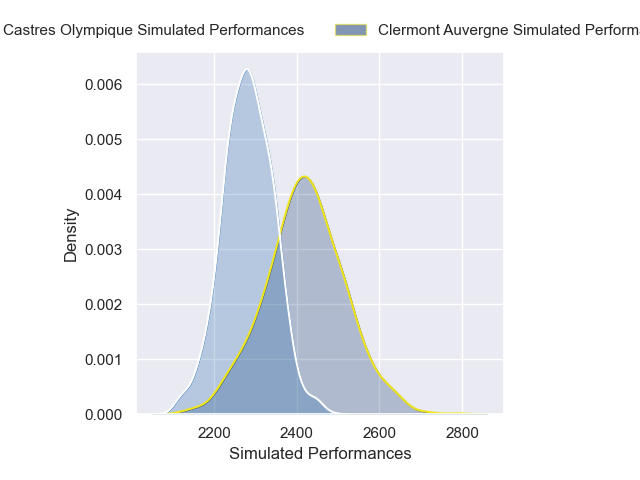 Castres Olympique Simulated Performances
Clermont Auvergne Simulated Perform
0.006
0.005
0.004
0.003
0.002
0.001
0.000
Density
2200 2400 2600 2800
Simulated Performances